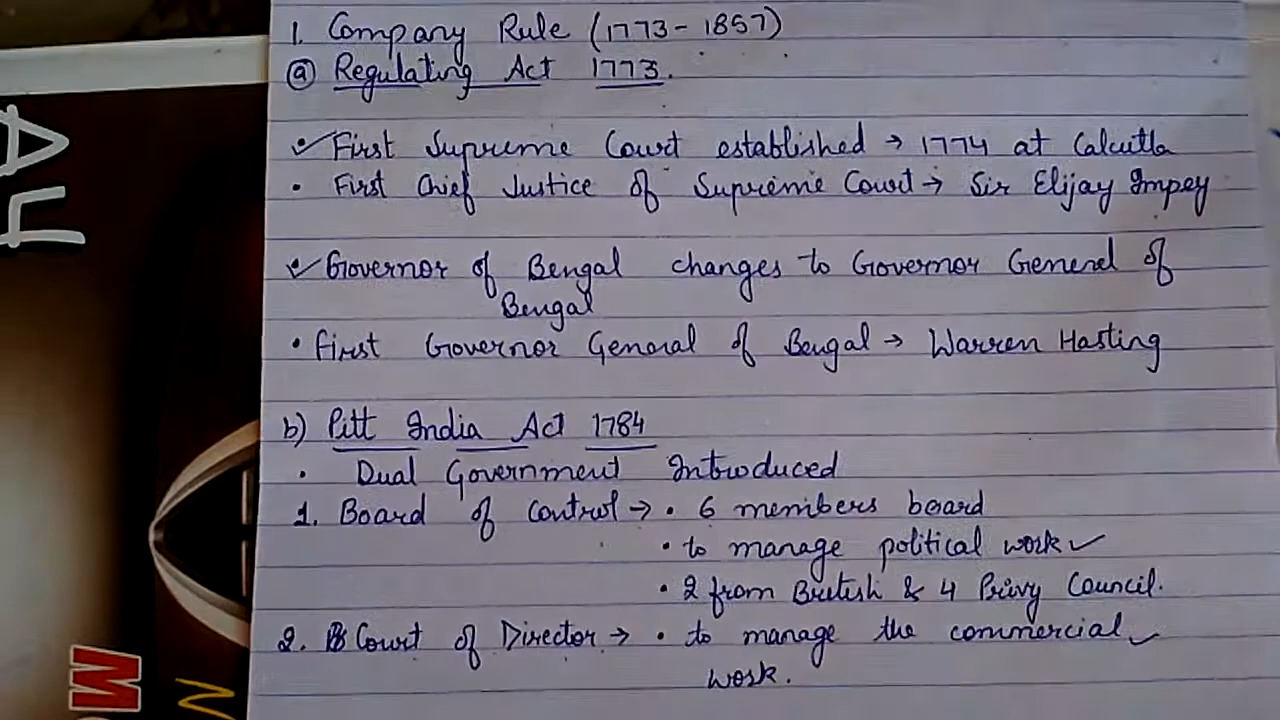 1. Company Rule (1773-1857)
ⓐ Regulating Act 1773.
✓ First Supreme Court established → 1774 at Calcutta
• First Chief Justice of Supreme Court → Sir Elijay Impey
✓ Governor of Bengal changes to Governor General of
Bengal
• First Governor General of Bengal → Warren Hasting
b) Pitt India Act 1784
• Dual Government Introduced
1. Board of Control → • 6 members board
• to manage political work ✓
• 2 from British & 4 Privy Council.
2. Court of Director → • to manage the commercial ✓
work.
A4